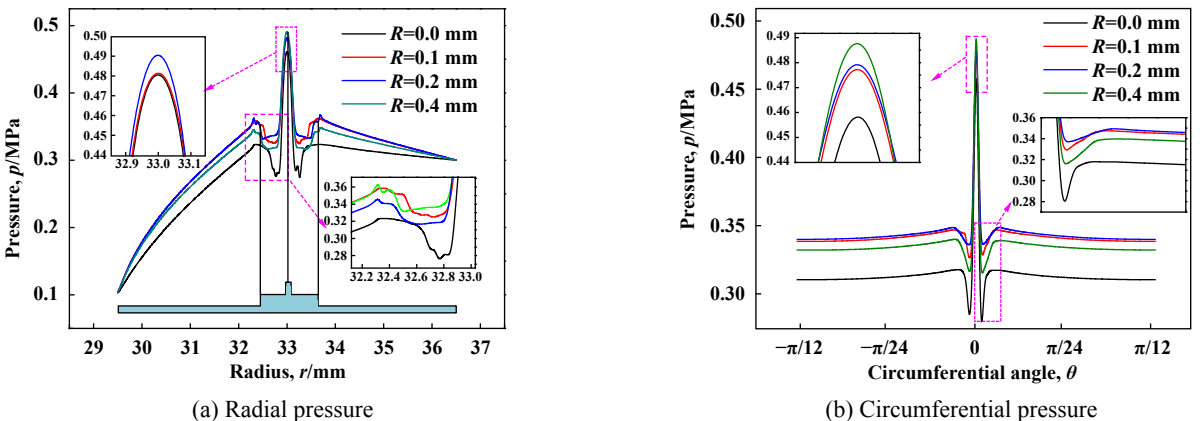 0.5
0.4
0.3
0.2
0.1
Pressure, p/MPa
29 30 31 32 33 34 35 36 37
Radius, r/mm
R=0.0 mm
R=0.1 mm
R=0.2 mm
R=0.4 mm
0.50
0.49
0.48
0.47
0.46
0.45
0.44
32.9 33.0 33.1
0.36
0.34
0.32
0.30
0.28
32.2 32.4 32.6 32.8 33.0
(a) Radial pressure
0.50
0.45
0.40
0.35
0.30
Pressure, p/MPa
−π/12 −π/24 0 π/24 π/12
Circumferential angle, θ
R=0.0 mm
R=0.1 mm
R=0.2 mm
R=0.4 mm
0.49
0.48
0.47
0.46
0.45
0.44
0.36
0.34
0.32
0.30
0.28
(b) Circumferential pressure